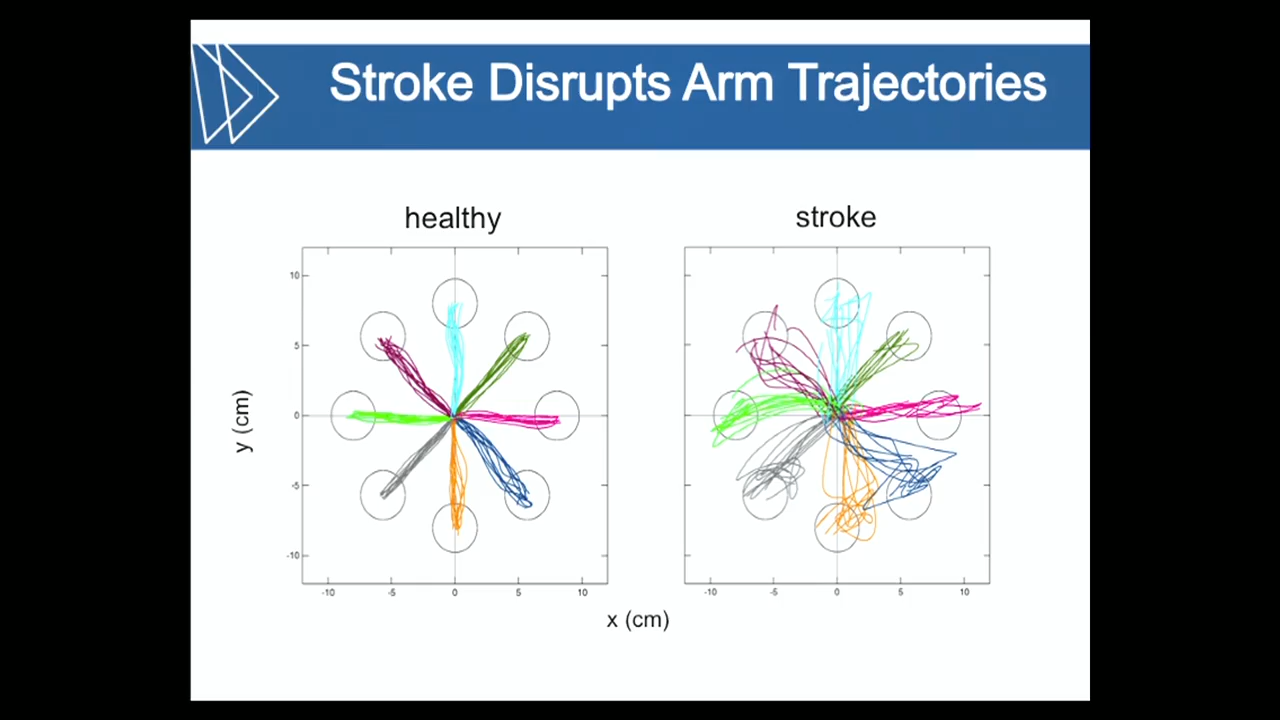 Stroke Disrupts Arm Trajectories
healthy
stroke
10
5
0
-5
-10
y (cm)
-10 -5 0 5 10
-10 -5 0 5 10
x (cm)